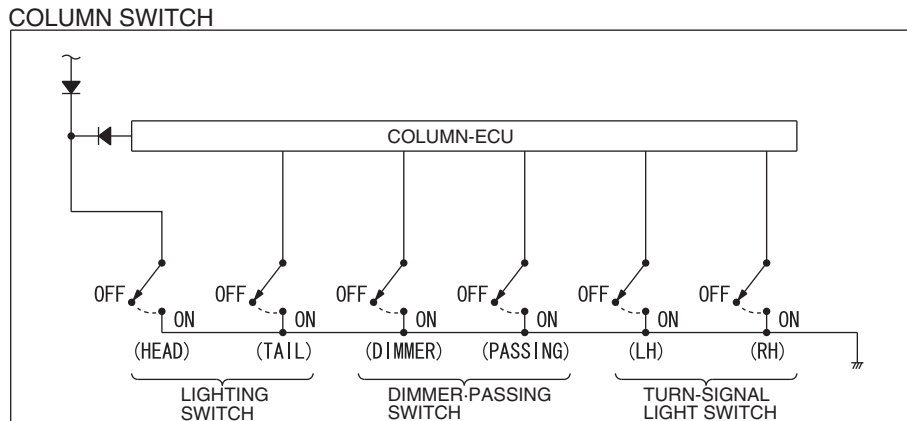 COLUMN SWITCH
COLUMN-ECU
OFF OFF OFF OFF OFF OFF
ON ON ON ON ON ON
(HEAD) (TAIL) (DIMMER) (PASSING) (LH) (RH)
LIGHTING DIMMER·PASSING TURN-SIGNAL
SWITCH SWITCH LIGHT SWITCH